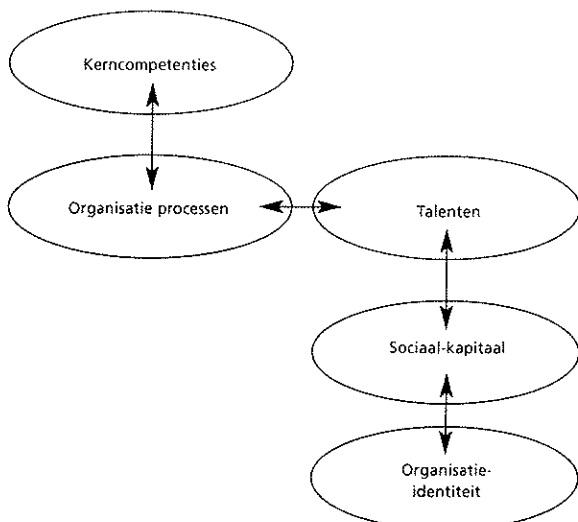 Kerncompetenties
Organisatie processen
Talenten
Sociaal-kapitaal
Organisatie-
identiteit